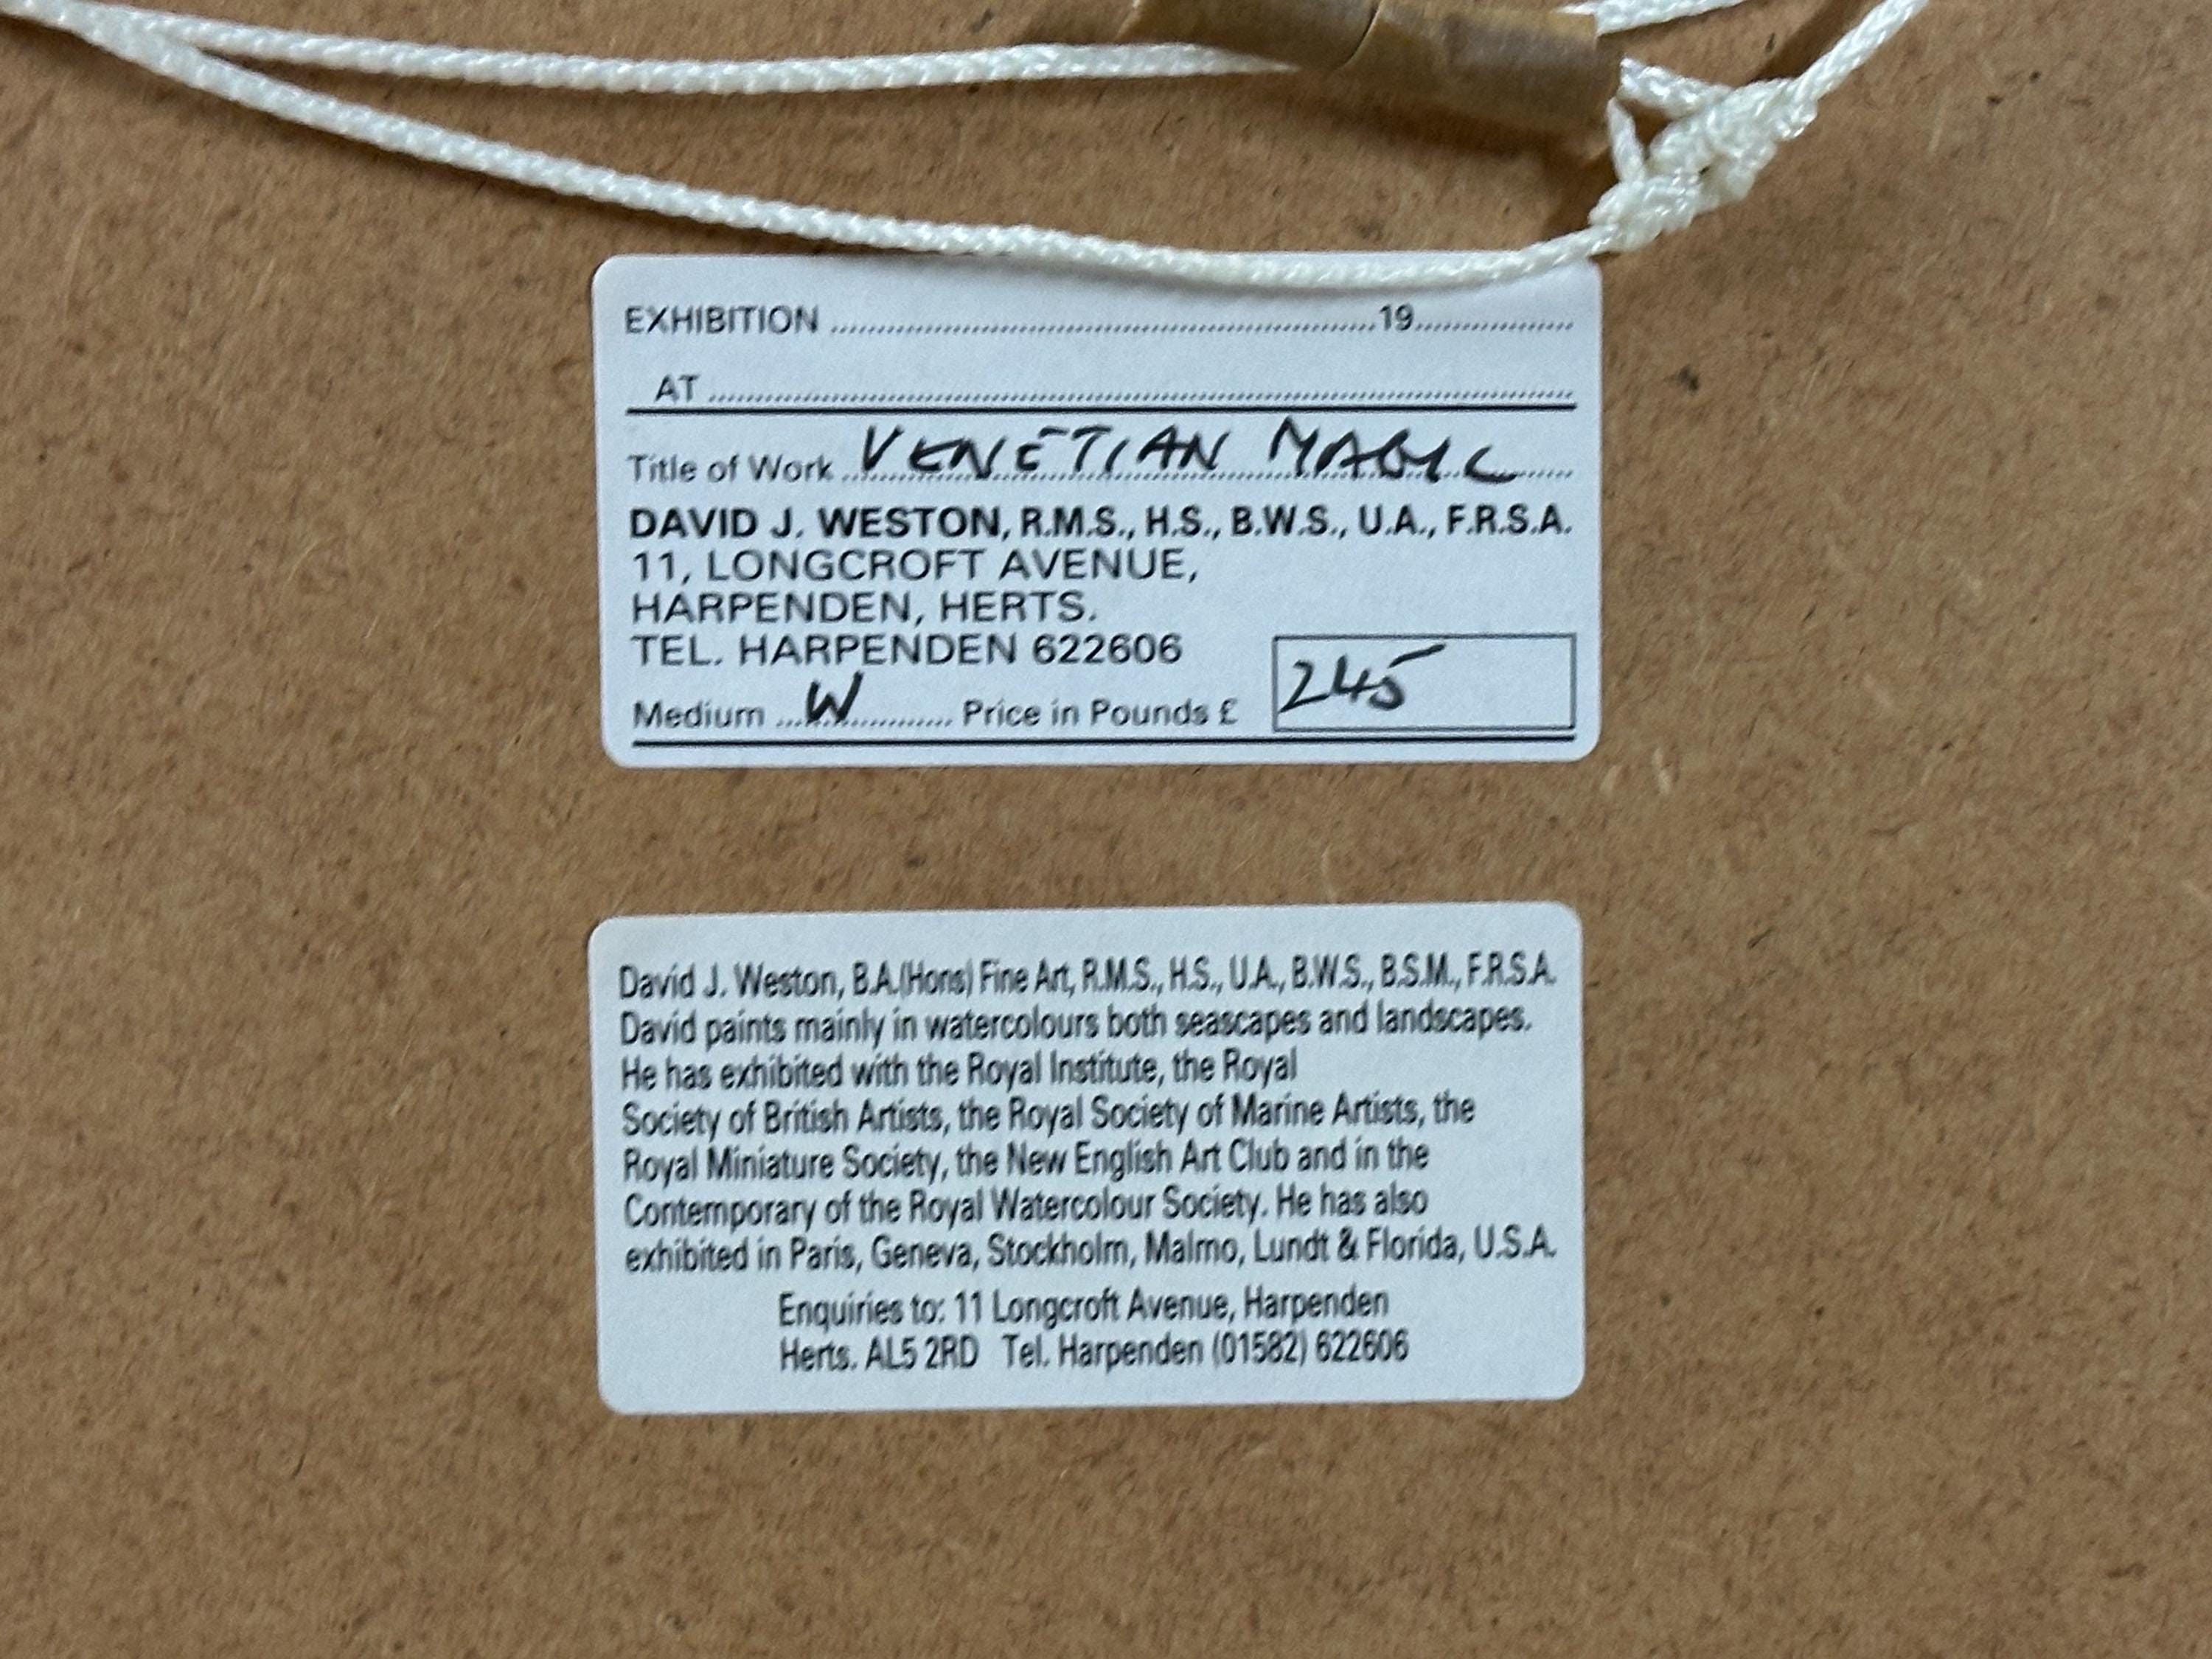 EXHIBITION ........................................ 19................
AT ................................................................
Title of Work VENETIAN MAGIC
DAVID J. WESTON, R.M.S., H.S., B.W.S., U.A., F.R.S.A.
11, LONGCROFT AVENUE,
HARPENDEN, HERTS.
TEL. HARPENDEN 622606
Medium W Price in Pounds £ 245
David J. Weston, B.A.(Hons) Fine Art, R.M.S., H.S., U.A., B.W.S., B.S.M., F.R.S.A.
David paints mainly in watercolours both seascapes and landscapes.
He has exhibited with the Royal Institute, the Royal
Society of British Artists, the Royal Society of Marine Artists, the
Royal Miniature Society, the New English Art Club and in the
Contemporary of the Royal Watercolour Society. He has also
exhibited in Paris, Geneva, Stockholm, Malmo, Lundt & Florida, U.S.A.
Enquiries to: 11 Longcroft Avenue, Harpenden
Herts. AL5 2RD Tel. Harpenden (01582) 622606